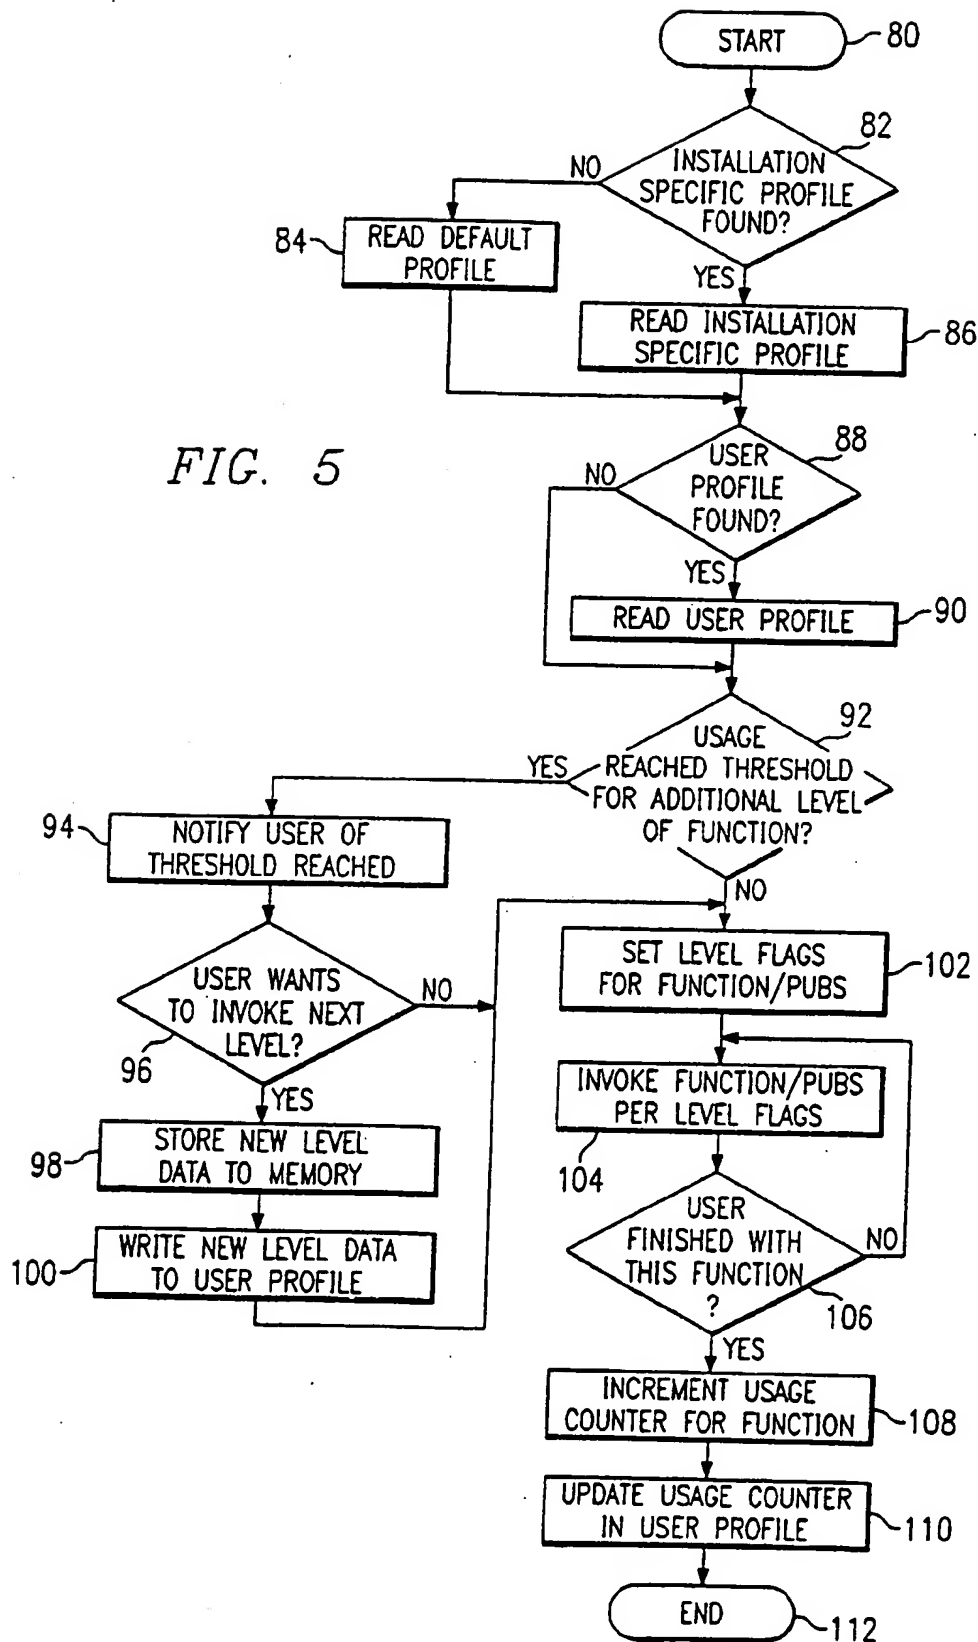 START
80
82
INSTALLATION
SPECIFIC PROFILE
FOUND?
NO
84
READ DEFAULT
PROFILE
YES
READ INSTALLATION
SPECIFIC PROFILE
86
FIG. 5
88
USER
PROFILE
FOUND?
NO
YES
READ USER PROFILE
90
92
USAGE
REACHED THRESHOLD
FOR ADDITIONAL LEVEL
OF FUNCTION?
YES
94
NOTIFY USER OF
THRESHOLD REACHED
NO
USER WANTS
TO INVOKE NEXT
LEVEL?
NO
96
YES
SET LEVEL FLAGS
FOR FUNCTION/PUBS
102
INVOKE FUNCTION/PUBS
PER LEVEL FLAGS
104
98
STORE NEW LEVEL
DATA TO MEMORY
100
WRITE NEW LEVEL DATA
TO USER PROFILE
USER
FINISHED WITH
THIS FUNCTION
?
NO
106
YES
INCREMENT USAGE
COUNTER FOR FUNCTION
108
UPDATE USAGE COUNTER
IN USER PROFILE
110
END
112